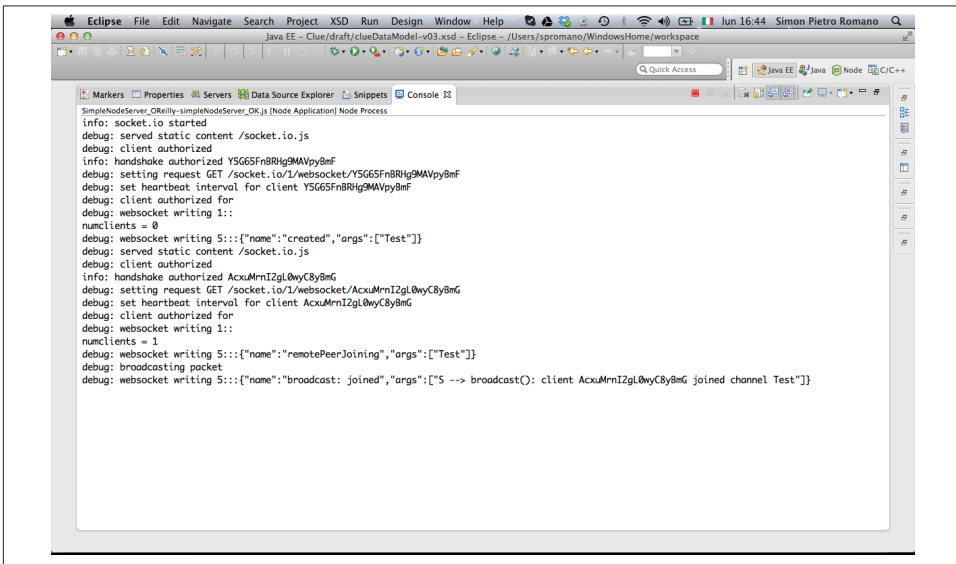 Eclipse File Edit Navigate Search Project XSD Run Design Window Help lun 16:44 Simon Pietro Romano
Java EE – Clue/draft/clueDataModel-v03.xsd – Eclipse – /Users/spromano/WindowsHome/workspace
Quick Access Java EE Java Node C/C++
Markers Properties Servers Data Source Explorer Snippets Console
SimpleNodeServer_OReilly-simpleNodeServer_OK.js [Node Application] Node Process
info: socket.io started
debug: served static content /socket.io.js
debug: client authorized
info: handshake authorized Y5G65FnBRHg9MAVpyBmF
debug: setting request GET /socket.io/1/websocket/Y5G65FnBRHg9MAVpyBmF
debug: set heartbeat interval for client Y5G65FnBRHg9MAVpyBmF
debug: client authorized for
debug: websocket writing 1::
numclients = 0
debug: websocket writing 5:::{"name":"created","args":["Test"]}
debug: served static content /socket.io.js
debug: client authorized
info: handshake authorized AcxuMrnI2gL0wyC8yBmG
debug: setting request GET /socket.io/1/websocket/AcxuMrnI2gL0wyC8yBmG
debug: set heartbeat interval for client AcxuMrnI2gL0wyC8yBmG
debug: client authorized for
debug: websocket writing 1::
numclients = 1
debug: websocket writing 5:::{"name":"remotePeerJoining","args":["Test"]}
debug: broadcasting packet
debug: websocket writing 5:::{"name":"broadcast: joined","args":["S --> broadcast(): client AcxuMrnI2gL0wyC8yBmG joined channel Test"]}